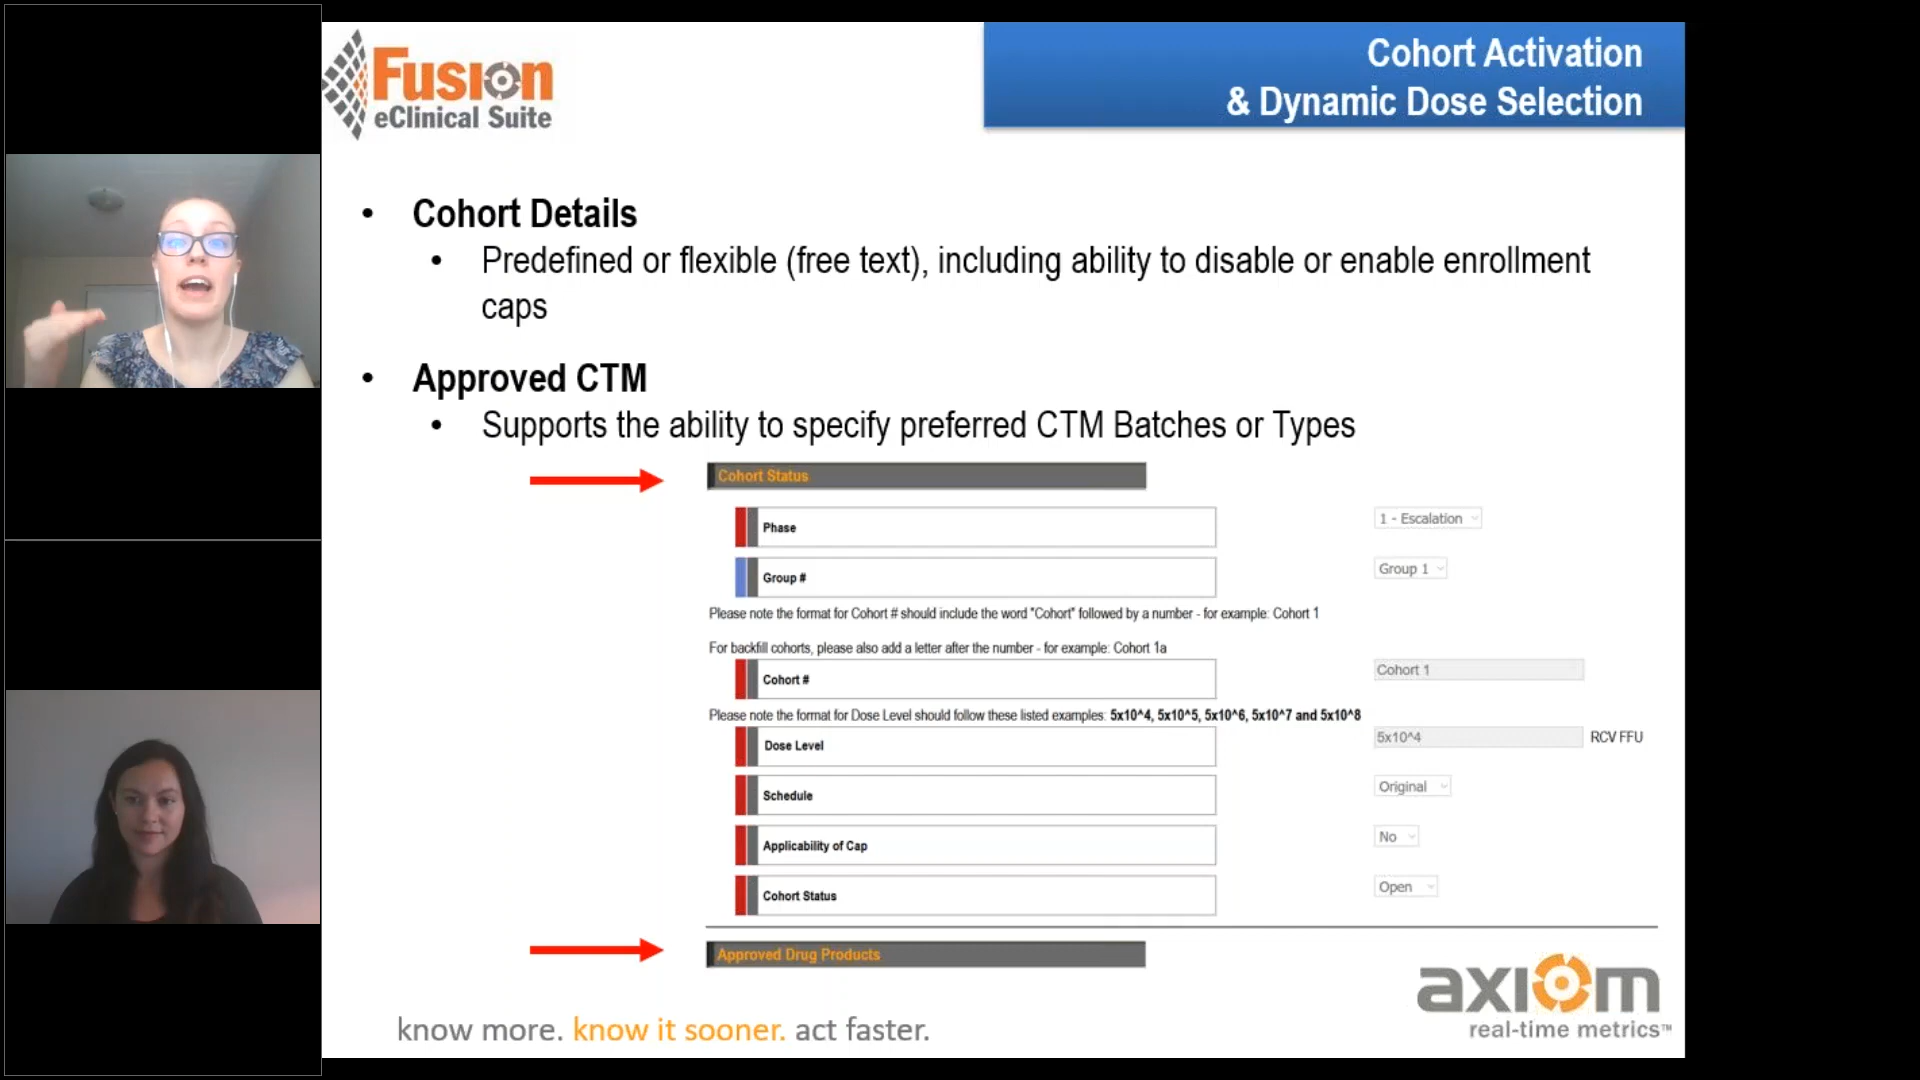 Fusion
eClinical Suite
Cohort Activation
& Dynamic Dose Selection
• Cohort Details
• Predefined or flexible (free text), including ability to disable or enable enrollment
caps
• Approved CTM
• Supports the ability to specify preferred CTM Batches or Types
Cohort Status
Phase 1 - Escalation
Group # Group 1
Please note the format for Cohort # should include the word "Cohort" followed by a number - for example: Cohort 1
For backfill cohorts, please also add a letter after the number - for example: Cohort 1a
Cohort # Cohort 1
Please note the format for Dose Level should follow these listed examples: 5x10^4, 5x10^5, 5x10^6, 5x10^7 and 5x10^8
Dose Level 5x10^4 RCV FFU
Schedule Original
Applicability of Cap No
Cohort Status Open
Approved Drug Products
axiom
real-time metrics™
know more. know it sooner. act faster.